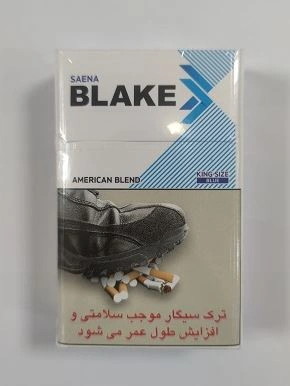 SAENA
BLAKE
AMERICAN BLEND
KING SIZE
BLUE
ترک سیگار موجب سلامتی و
افزایش طول عمر می شود